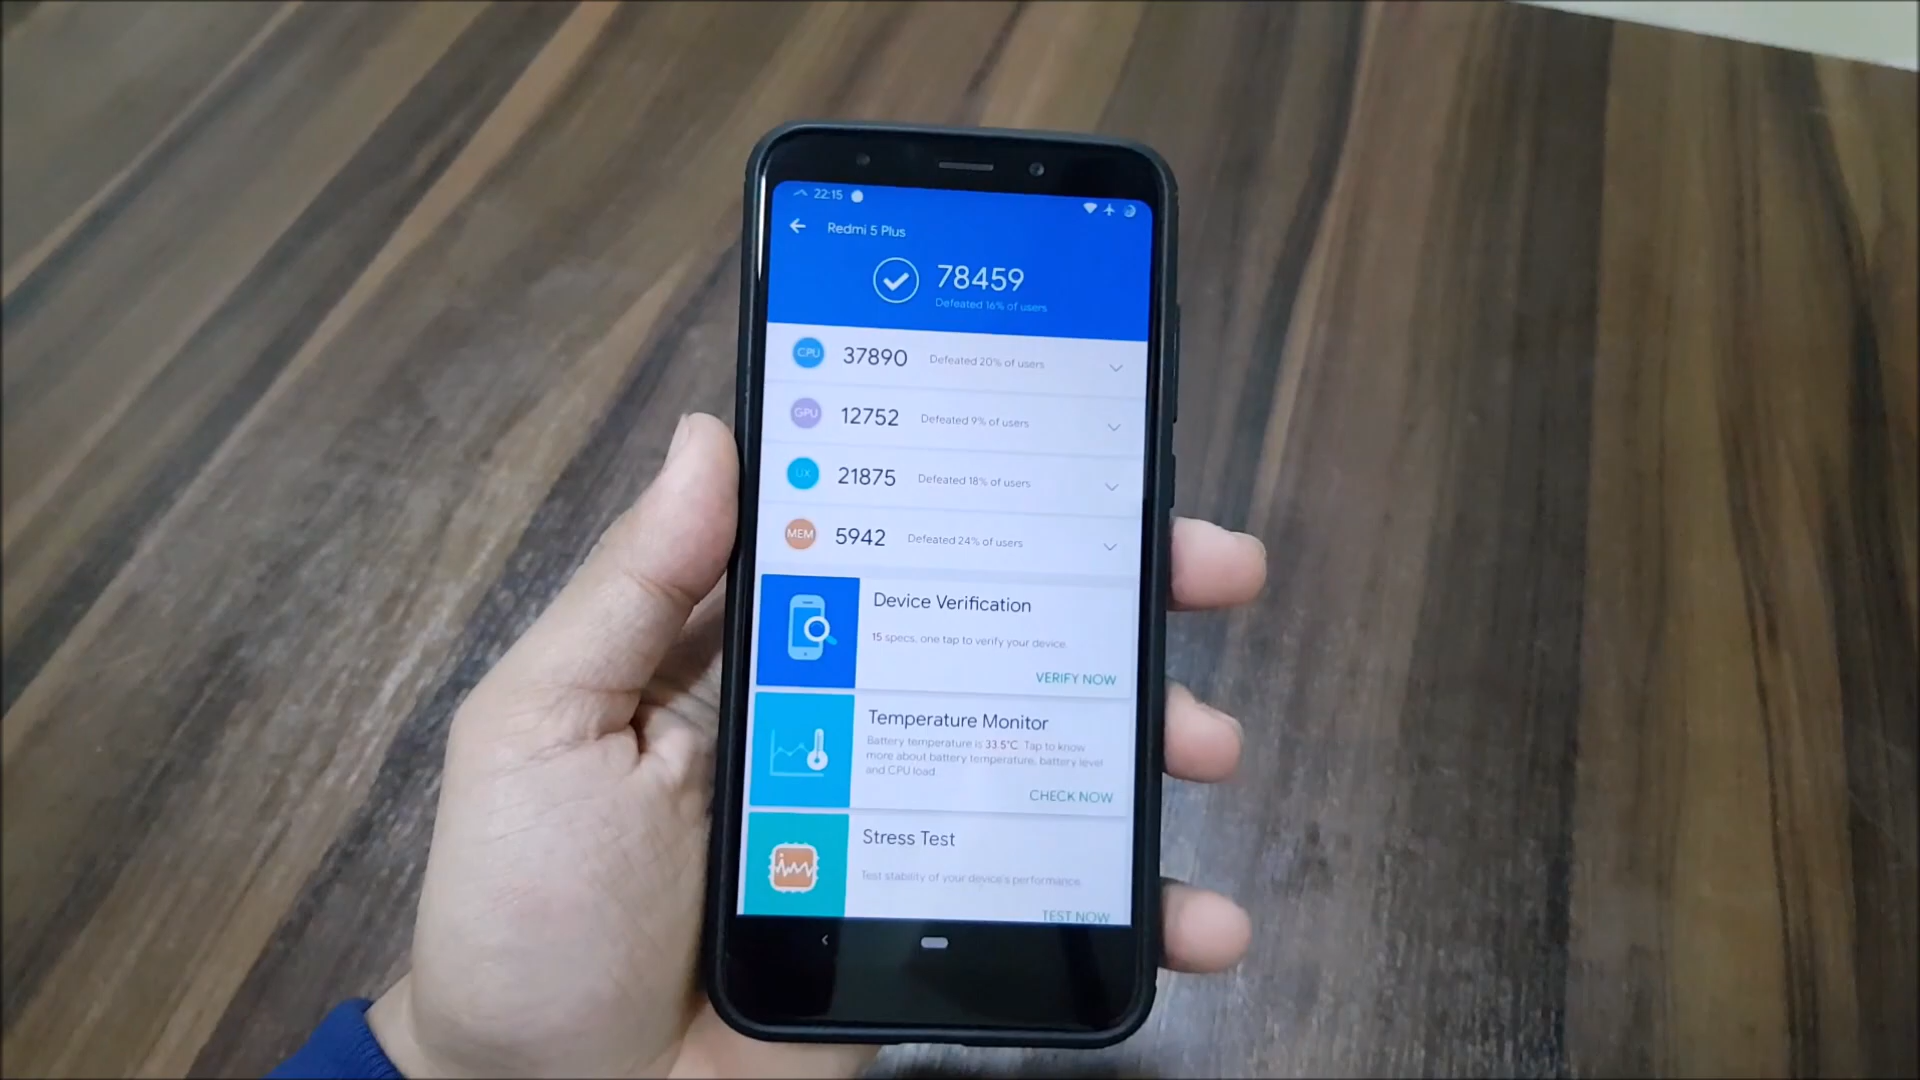 22:15
Redmi 5 Plus
78459
Defeated 16% of users
CPU 37890 Defeated 20% of users
GPU 12752 Defeated 9% of users
UX 21875 Defeated 18% of users
MEM 5942 Defeated 24% of users
Device Verification
15 specs, one tap to verify your device.
VERIFY NOW
Temperature Monitor
Battery temperature is 33.5°C. Tap to know
more about battery temperature, battery level
and CPU load.
CHECK NOW
Stress Test
Test stability of your device's performance.
TEST NOW